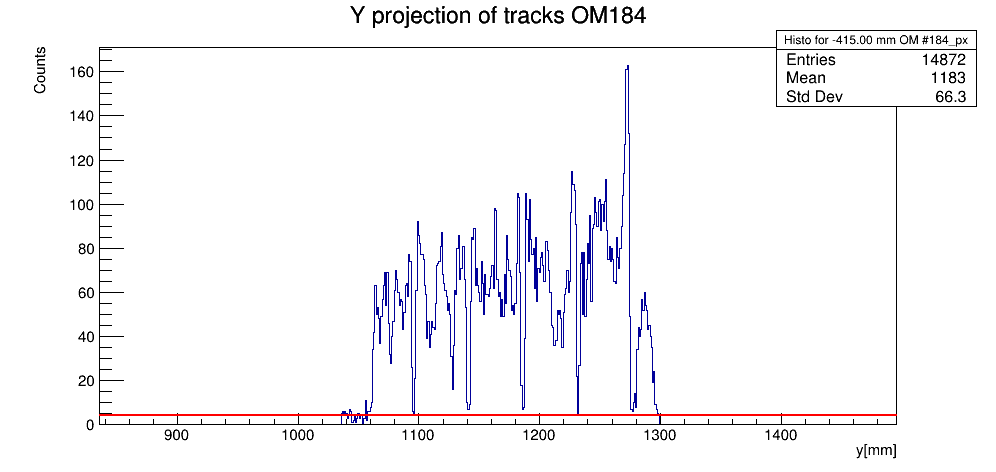 Y projection of tracks OM184
Histo for -415.00 mm OM #184_px
Entries 14872
Mean 1183
Std Dev 66.3
Counts
160
140
120
100
80
60
40
20
0
900 1000 1100 1200 1300 1400
y[mm]